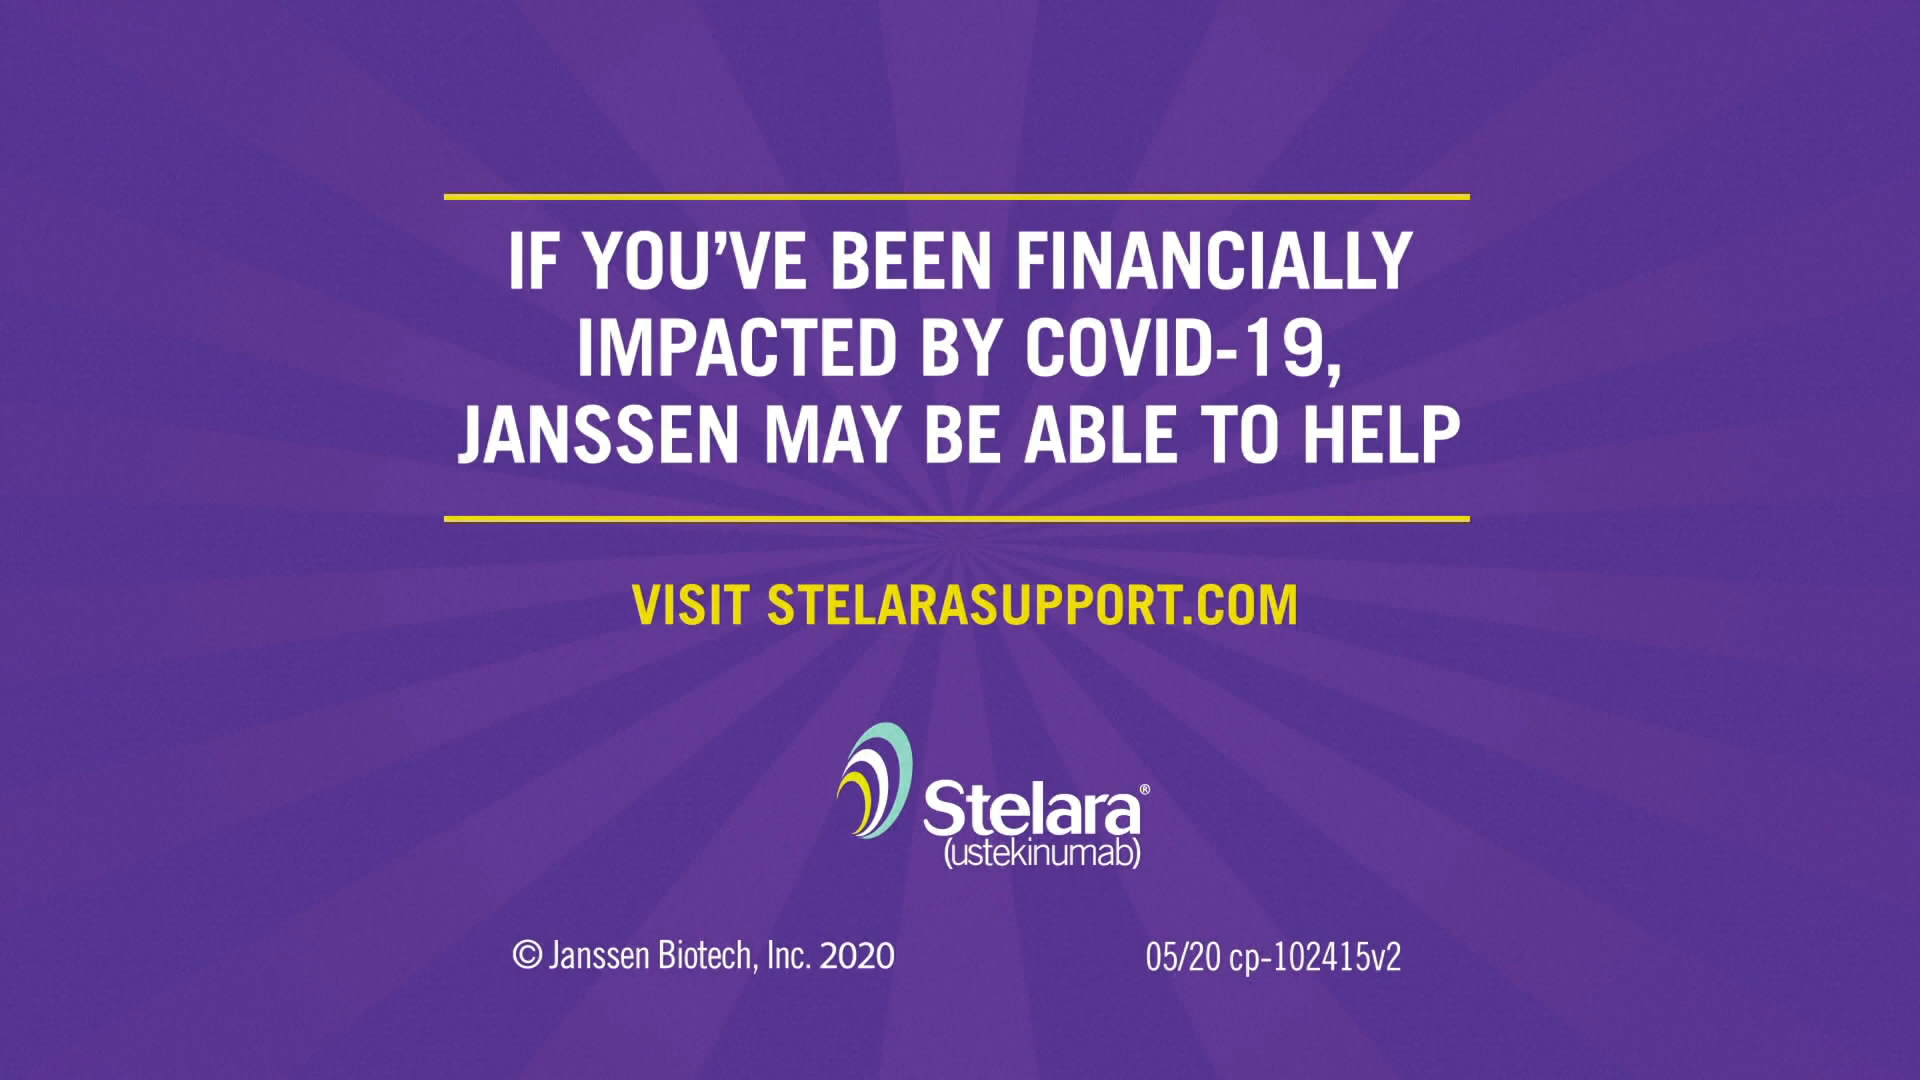 IF YOU'VE BEEN FINANCIALLY
IMPACTED BY COVID-19,
JANSSEN MAY BE ABLE TO HELP
VISIT STELARASUPPORT.COM
Stelara®
(ustekinumab)
© Janssen Biotech, Inc. 2020
05/20 cp-102415v2